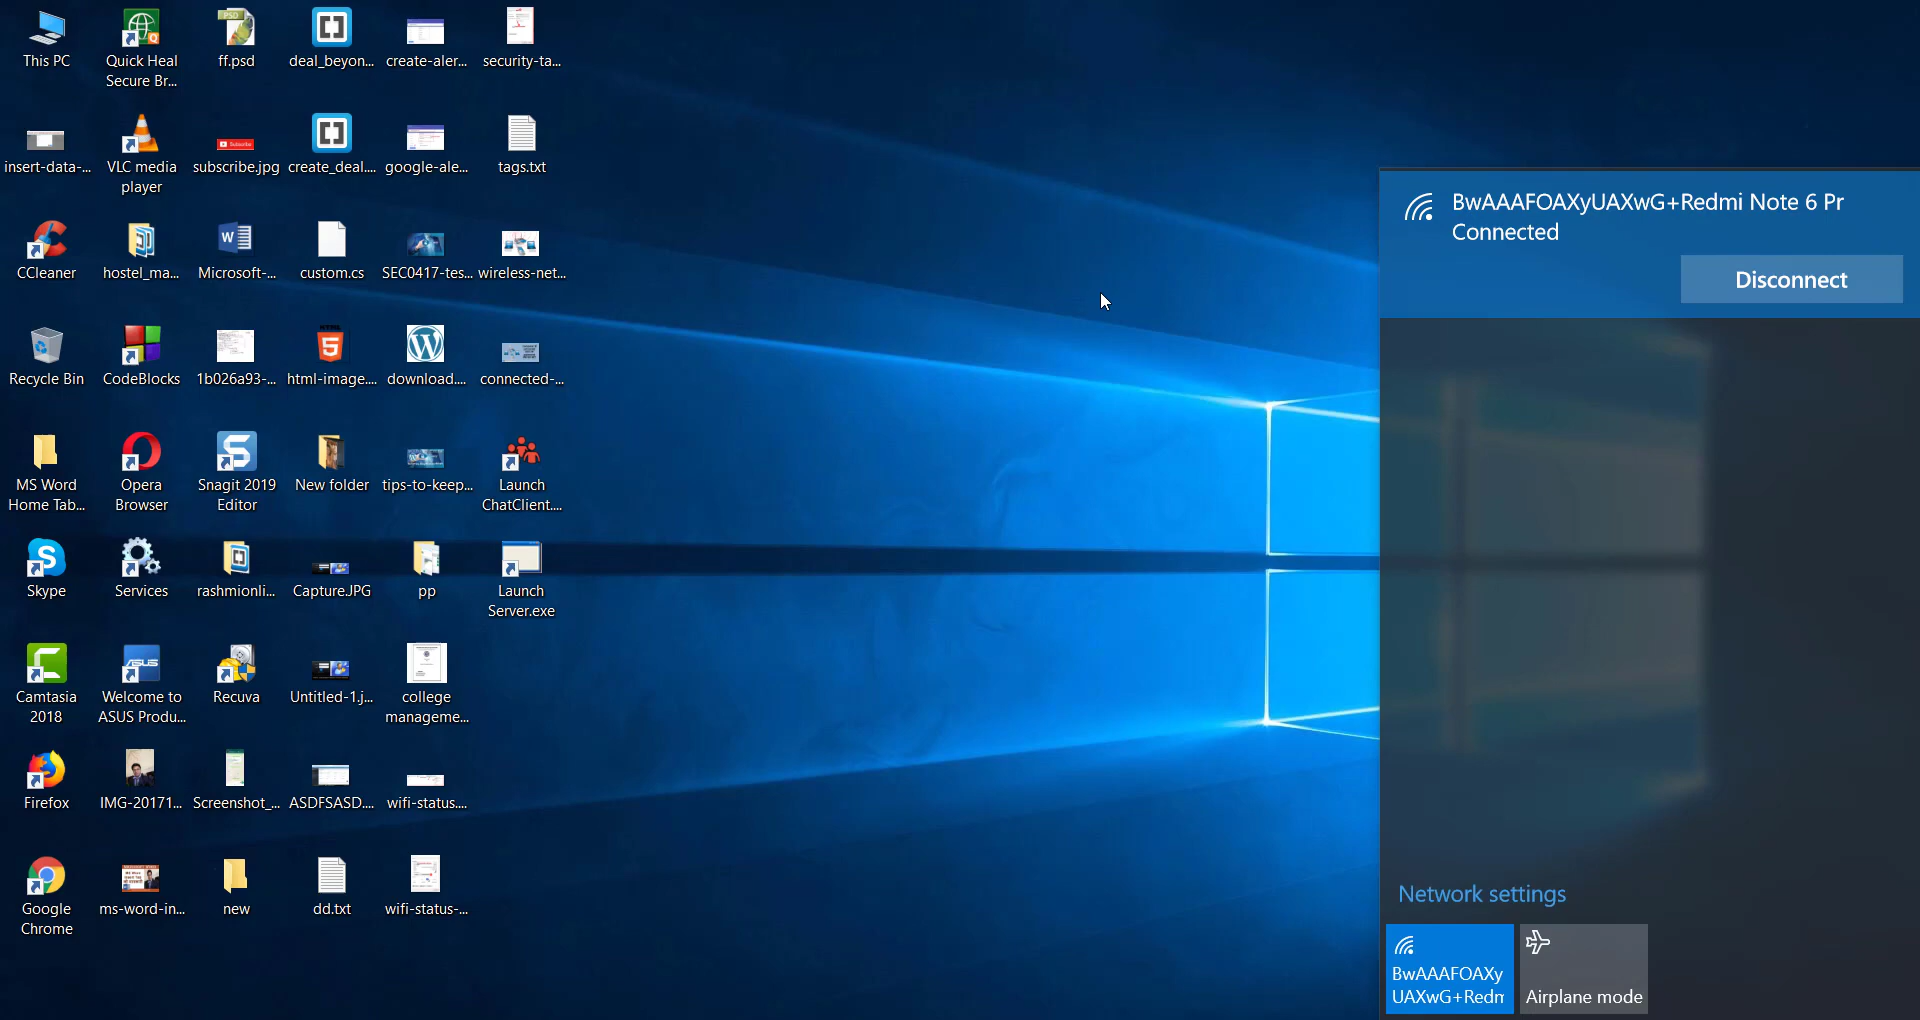 This PC
Quick Heal
Secure Br...
ff.psd
deal_beyon...
create-aler...
security-ta...
insert-data-...
VLC media
player
subscribe.jpg
create_deal....
google-ale...
tags.txt
CCleaner
hostel_ma...
Microsoft-...
custom.cs
SEC0417-tes...
wireless-net...
Recycle Bin
CodeBlocks
1b026a93-...
html-image....
download....
connected-...
MS Word
Home Tab...
Opera
Browser
Snagit 2019
Editor
New folder
tips-to-keep...
Launch
ChatClient....
Skype
Services
rashmionli...
Capture.JPG
pp
Launch
Server.exe
Camtasia
2018
Welcome to
ASUS Produ...
Recuva
Untitled-1.j...
college
manageme...
Firefox
IMG-20171...
Screenshot_...
ASDFSASD....
wifi-status....
Google
Chrome
ms-word-in...
new
dd.txt
wifi-status-...
BwAAAFOAXyUAXwG+Redmi Note 6 Pr
Connected
Disconnect
Network settings
BwAAAFOAXy
UAXwG+Redm
Airplane mode